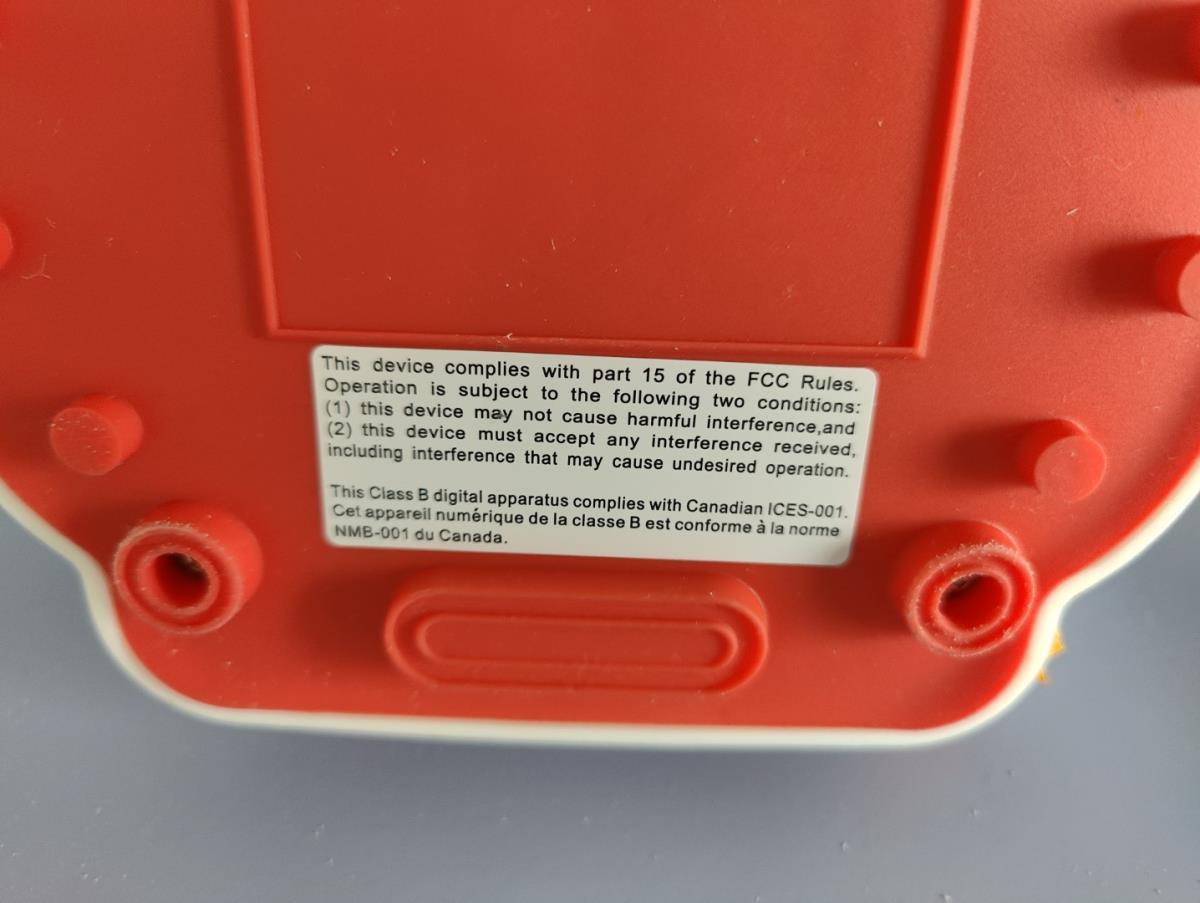 This device complies with part 15 of the FCC Rules.
Operation is subject to the following two conditions:
(1) this device may not cause harmful interference,and
(2) this device must accept any interference received,
including interference that may cause undesired operation.
This Class B digital apparatus complies with Canadian ICES-001.
Cet appareil numérique de la classe B est conforme à la norme
NMB-001 du Canada.